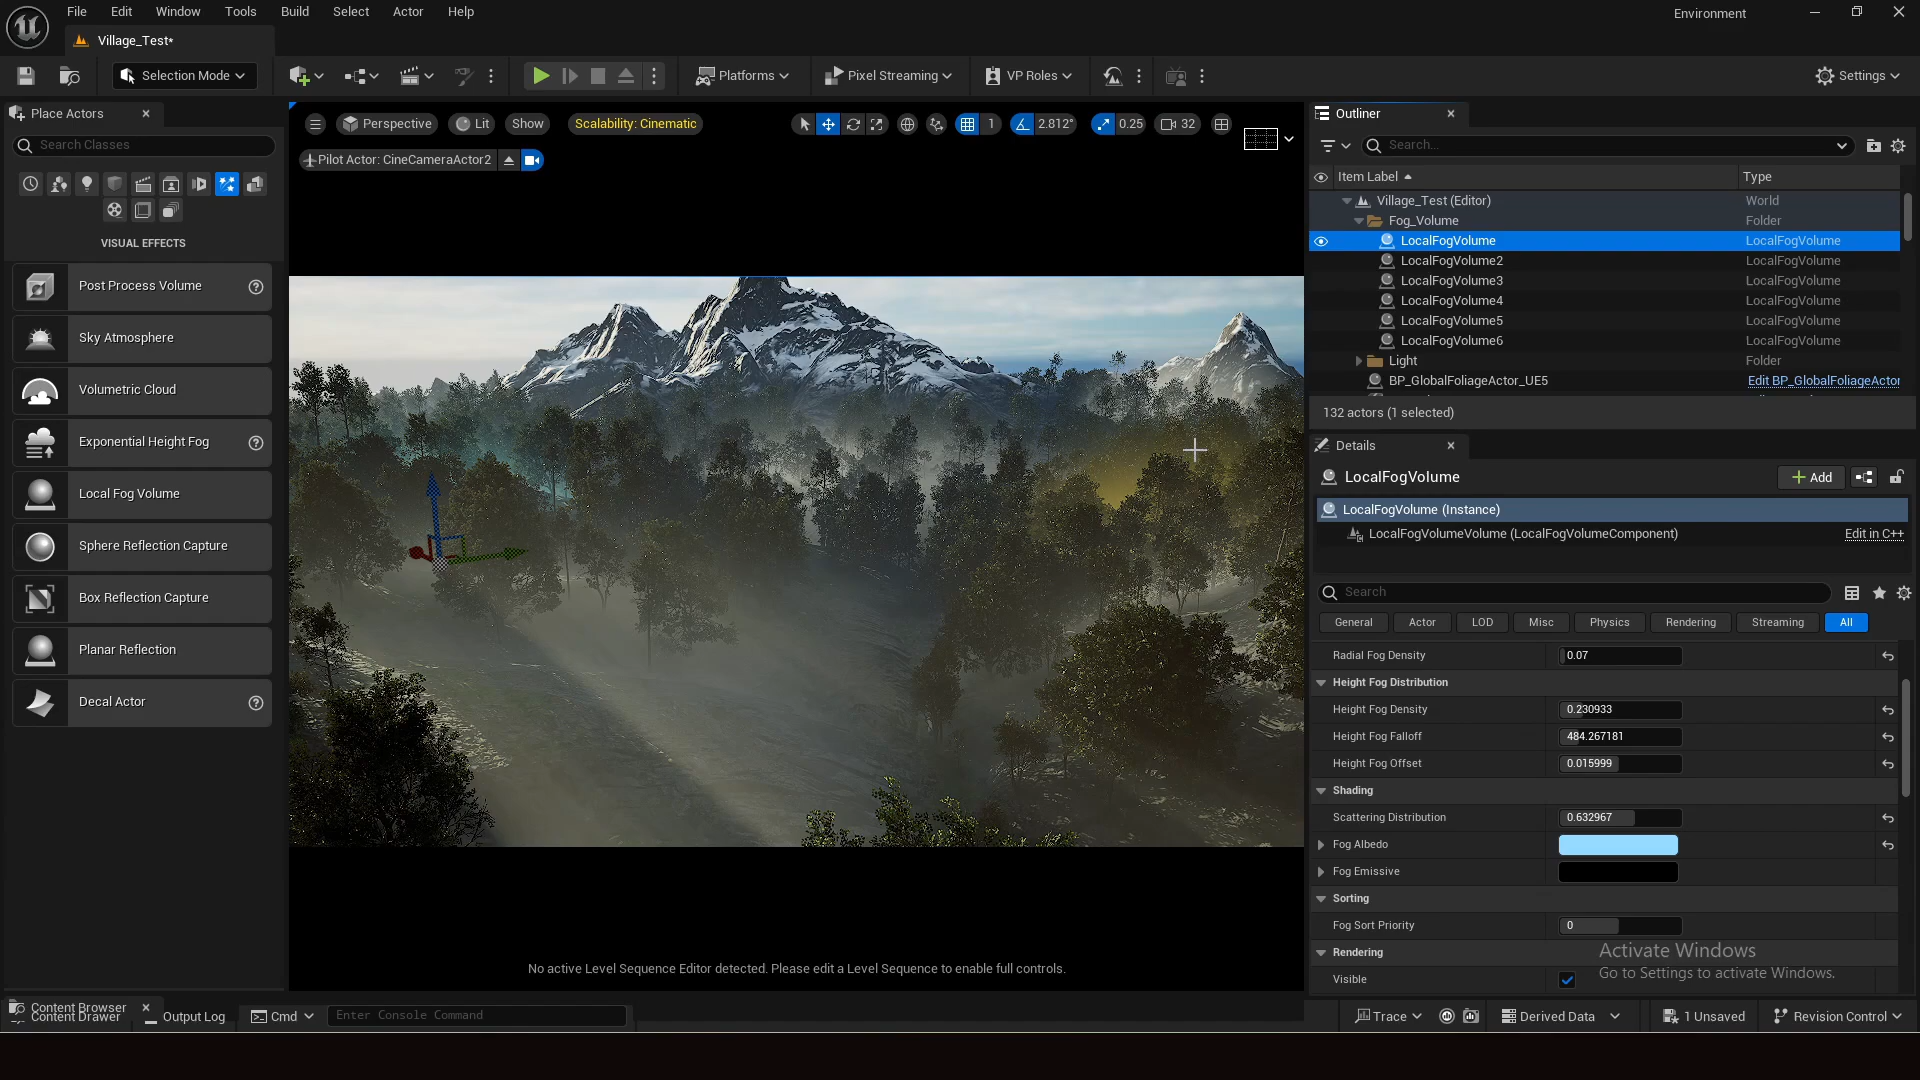 File Edit Window Tools Build Select Actor Help
Environment
Village_Test*
Selection Mode
Platforms
Pixel Streaming
VP Roles
Settings
Place Actors
Search Classes
VISUAL EFFECTS
Post Process Volume
Sky Atmosphere
Volumetric Cloud
Exponential Height Fog
Local Fog Volume
Sphere Reflection Capture
Box Reflection Capture
Planar Reflection
Decal Actor
Perspective Lit Show Scalability: Cinematic
1 2.812° 0.25 32
Pilot Actor: CineCameraActor2
No active Level Sequence Editor detected. Please edit a Level Sequence to enable full controls.
Outliner
Search...
Item Label Type
Village_Test (Editor) World
Fog_Volume Folder
LocalFogVolume LocalFogVolume
LocalFogVolume2 LocalFogVolume
LocalFogVolume3 LocalFogVolume
LocalFogVolume4 LocalFogVolume
LocalFogVolume5 LocalFogVolume
LocalFogVolume6 LocalFogVolume
Light Folder
BP_GlobalFoliageActor_UE5 Edit BP_GlobalFoliageActor
132 actors (1 selected)
Details
LocalFogVolume
Add
LocalFogVolume (Instance)
LocalFogVolumeVolume (LocalFogVolumeComponent) Edit in C++
Search
General Actor LOD Misc Physics Rendering Streaming All
Radial Fog Density 0.07
Height Fog Distribution
Height Fog Density 0.230933
Height Fog Falloff 484.267181
Height Fog Offset 0.015999
Shading
Scattering Distribution 0.632967
Fog Albedo
Fog Emissive
Sorting
Fog Sort Priority 0
Rendering
Visible
Activate Windows
Go to Settings to activate Windows.
Content Browser
Content Drawer
Output Log
Cmd
Enter Console Command
Trace
Derived Data
1 Unsaved
Revision Control